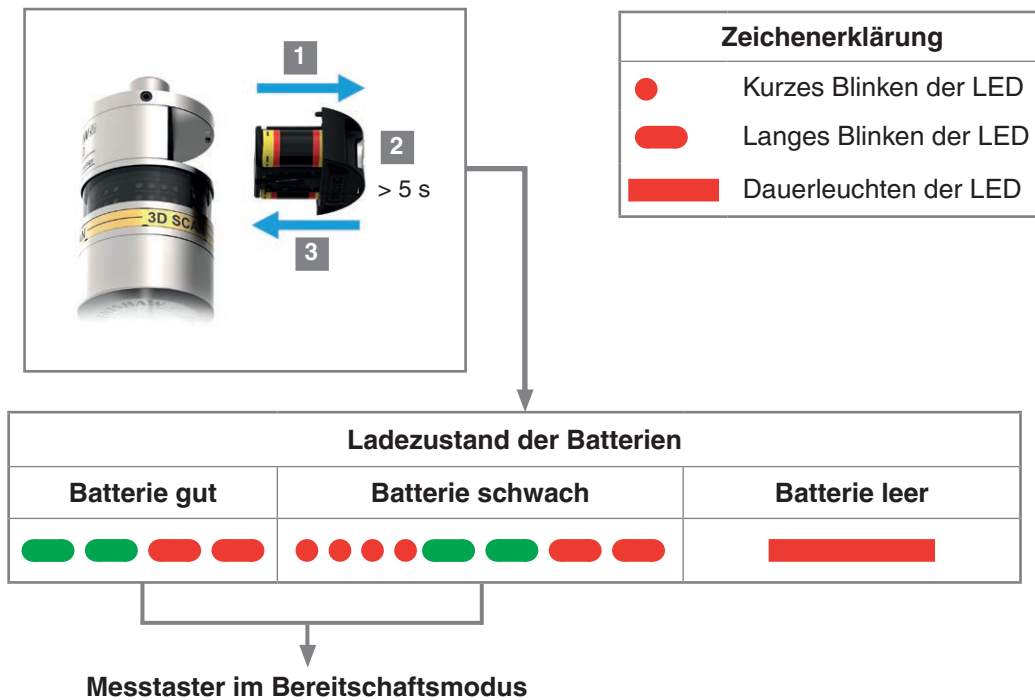 1
2
> 5 s
3
3D SCA
Zeichenerklärung
Kurzes Blinken der LED
Langes Blinken der LED
Dauerleuchten der LED
Ladezustand der Batterien
Batterie gut
Batterie schwach
Batterie leer
Messtaster im Bereitschaftsmodus